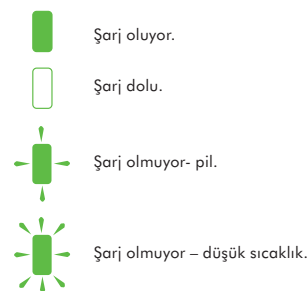 Şarj oluyor.
Şarj dolu.
Şarj olmuyor- pil.
Şarj olmuyor – düşük sıcaklık.